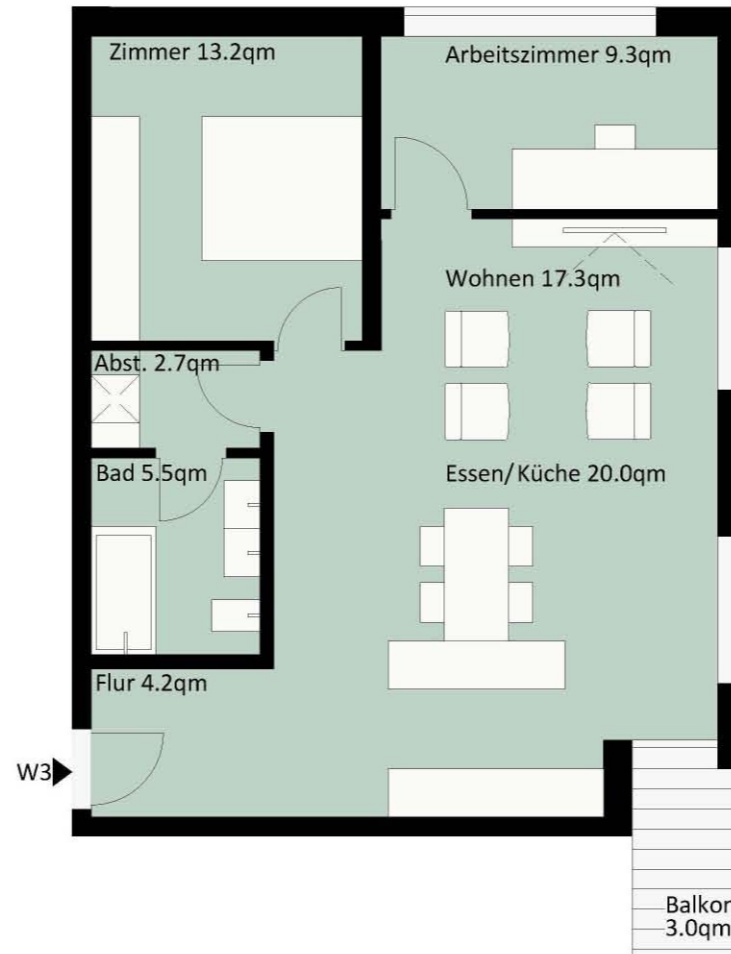 Zimmer 13.2qm
Arbeitszimmer 9.3qm
Wohnen 17.3qm
Abst. 2.7qm
Bad 5.5qm
Essen/Küche 20.0qm
Flur 4.2qm
W3
Balkon
3.0qm